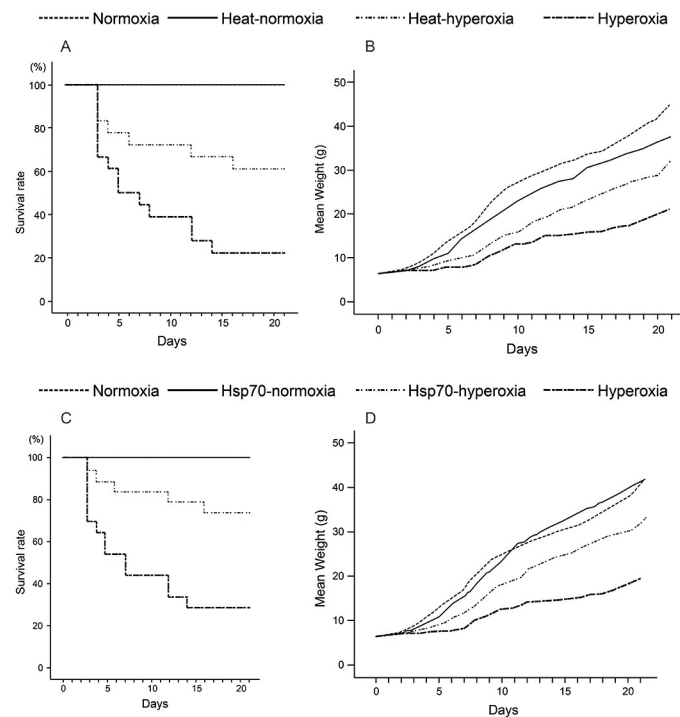 Normoxia Heat-normoxia Heat-hyperoxia Hyperoxia
A
(%)
100
80
60
40
20
0
Survival rate
0 5 10 15 20
Days
B
50
40
30
20
10
0
Mean Weight (g)
0 5 10 15 20
Days
Normoxia Hsp70-normoxia Hsp70-hyperoxia Hyperoxia
C
(%)
100
80
60
40
20
0
Survival rate
0 5 10 15 20
Days
D
50
40
30
20
10
0
Mean Weight (g)
0 5 10 15 20
Days